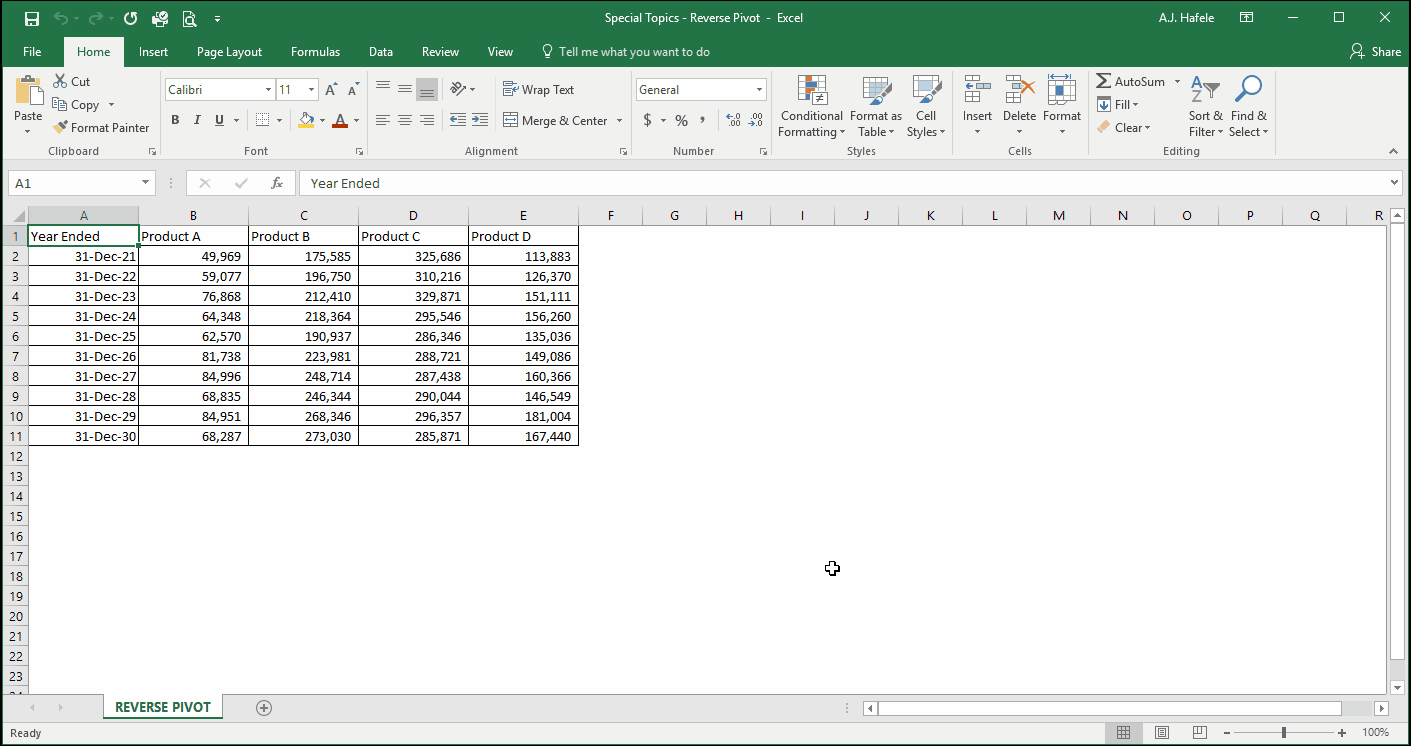 Special Topics - Reverse Pivot - Excel
A.J. Hafele
File Home Insert Page Layout Formulas Data Review View Tell me what you want to do Share
Paste
Cut
Copy
Format Painter
Clipboard
Calibri 11
A A
B I U A
Font
Wrap Text
Merge & Center
Alignment
General
$ % ,
.0 .00
.00 .0
Number
Conditional Formatting
Format as Table
Cell Styles
Styles
Insert Delete Format
Cells
AutoSum
Fill
Clear
Sort & Filter
Find & Select
Editing
A1 fx Year Ended
A B C D E F G H I J K L M N O P Q R
1 Year Ended Product A Product B Product C Product D
2 31-Dec-21 49,969 175,585 325,686 113,883
3 31-Dec-22 59,077 196,750 310,216 126,370
4 31-Dec-23 76,868 212,410 329,871 151,111
5 31-Dec-24 64,348 218,364 295,546 156,260
6 31-Dec-25 62,570 190,937 286,346 135,036
7 31-Dec-26 81,738 223,981 288,721 149,086
8 31-Dec-27 84,996 248,714 287,438 160,366
9 31-Dec-28 68,835 246,344 290,044 146,549
10 31-Dec-29 84,951 268,346 296,357 181,004
11 31-Dec-30 68,287 273,030 285,871 167,440
12
13
14
15
16
17
18
19
20
21
22
23
REVERSE PIVOT
Ready
100%